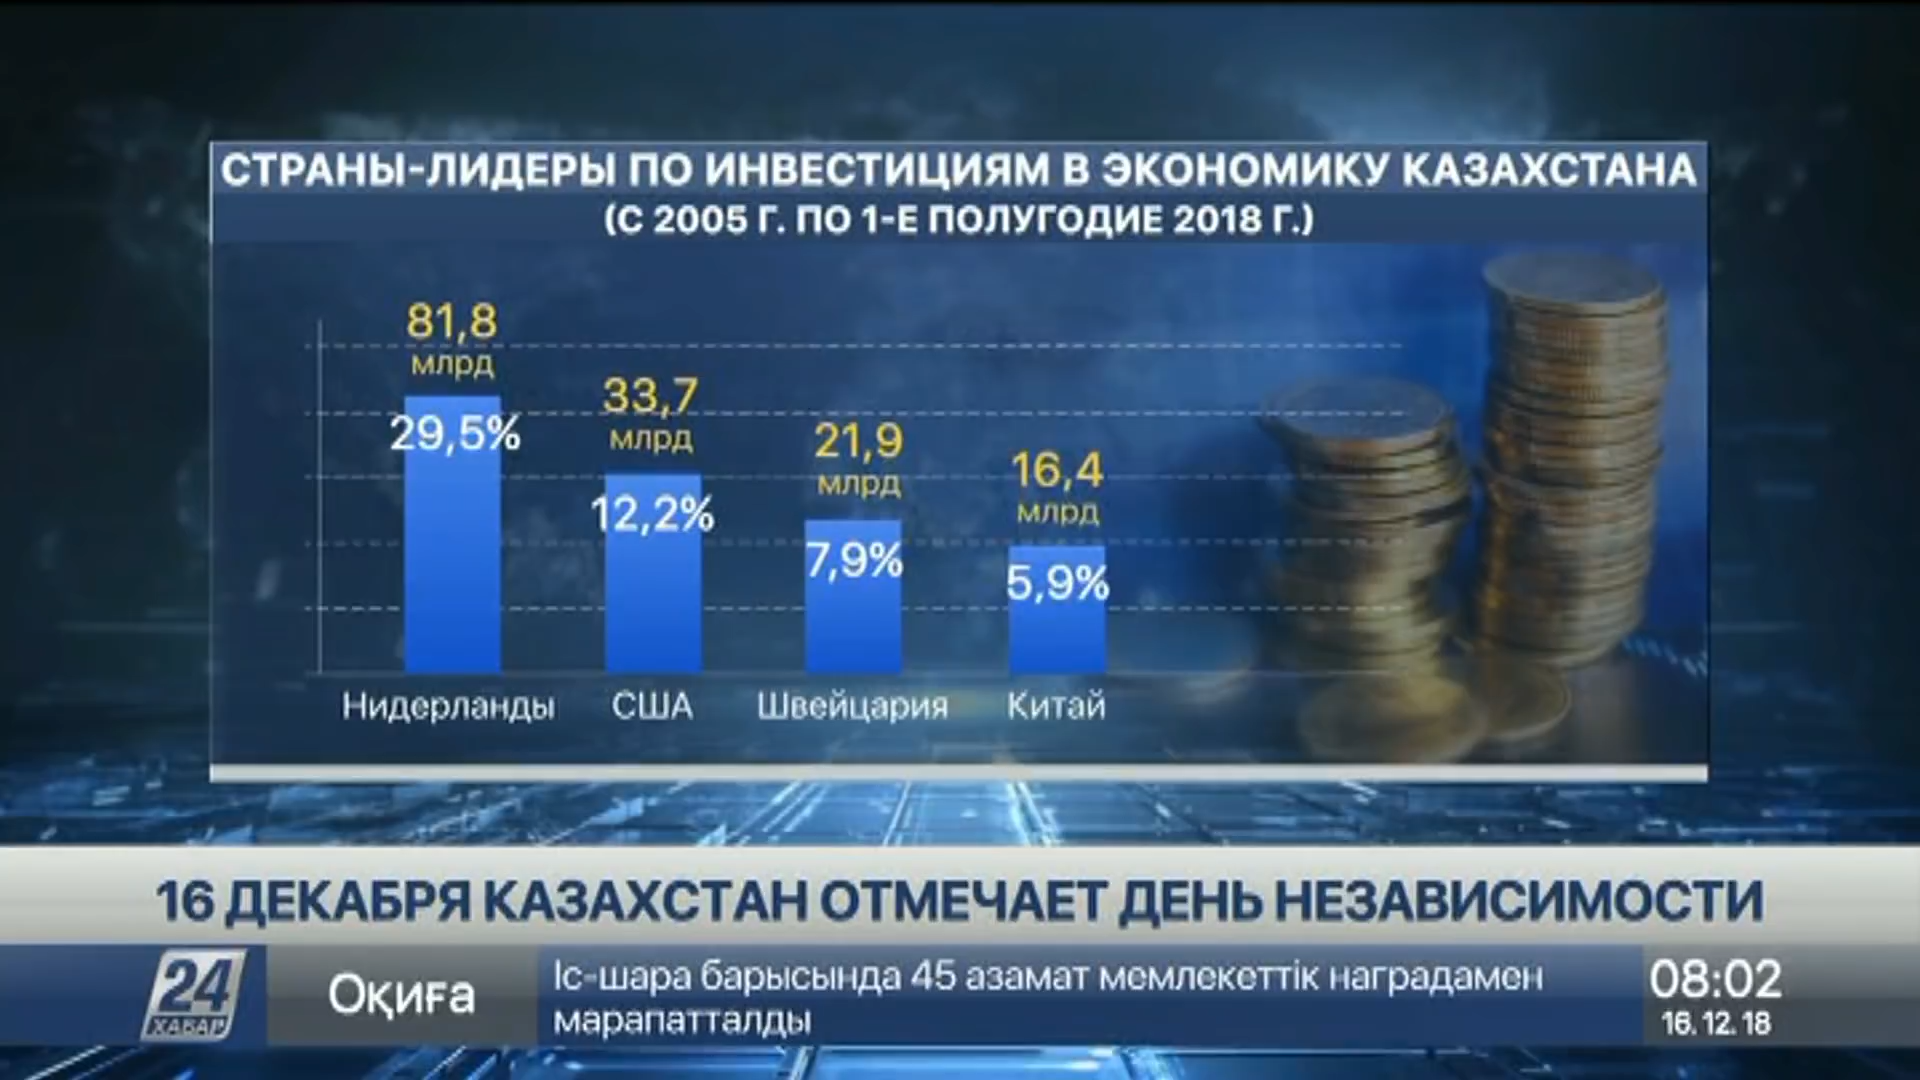 СТРАНЫ-ЛИДЕРЫ ПО ИНВЕСТИЦИЯМ В ЭКОНОМИКУ КАЗАХСТАНА
(С 2005 Г. ПО 1-Е ПОЛУГОДИЕ 2018 Г.)
81,8
млрд
29,5%
33,7
млрд
12,2%
21,9
млрд
7,9%
16,4
млрд
5,9%
Нидерланды
США
Швейцария
Китай
16 ДЕКАБРЯ КАЗАХСТАН ОТМЕЧАЕТ ДЕНЬ НЕЗАВИСИМОСТИ
24
ХАБАР
Оқиға
Іс-шара барысында 45 азамат мемлекеттік наградамен
марапатталды
08:02
16. 12. 18